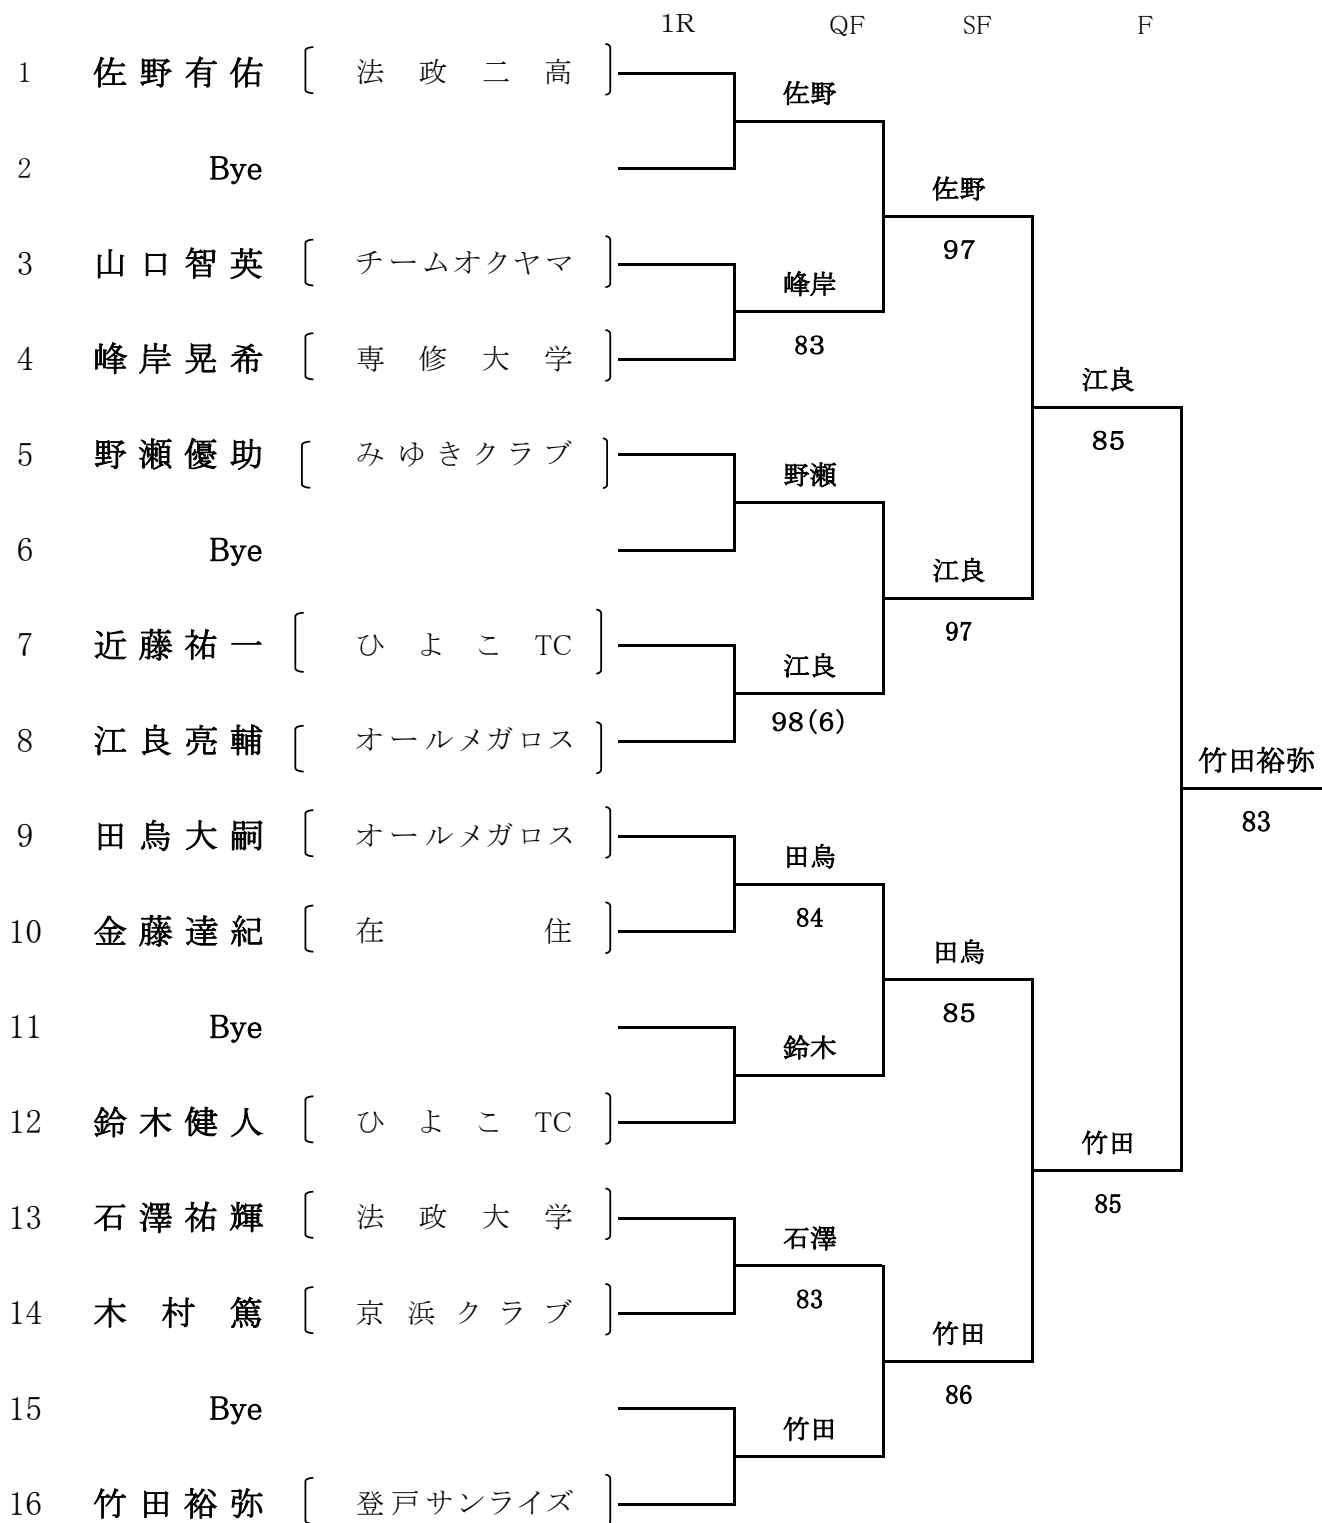 1R QF SF F
1 佐野有佑 [ 法政二高 ]
佐野
2 Bye
佐野
3 山口智英 [ チームオクヤマ ]
97
峰岸
83
4 峰岸晃希 [ 専修大学 ]
江良
85
5 野瀬優助 [ みゆきクラブ ]
野瀬
6 Bye
江良
97
7 近藤祐一 [ ひよこTC ]
江良
98(6)
8 江良亮輔 [ オールメガロス ]
竹田裕弥
83
9 田鳥大嗣 [ オールメガロス ]
田鳥
84
10 金藤達紀 [ 在住 ]
田鳥
85
11 Bye
鈴木
12 鈴木健人 [ ひよこTC ]
竹田
85
13 石澤祐輝 [ 法政大学 ]
石澤
83
14 木村篤 [ 京浜クラブ ]
竹田
86
15 Bye
竹田
16 竹田裕弥 [ 登戸サンライズ ]